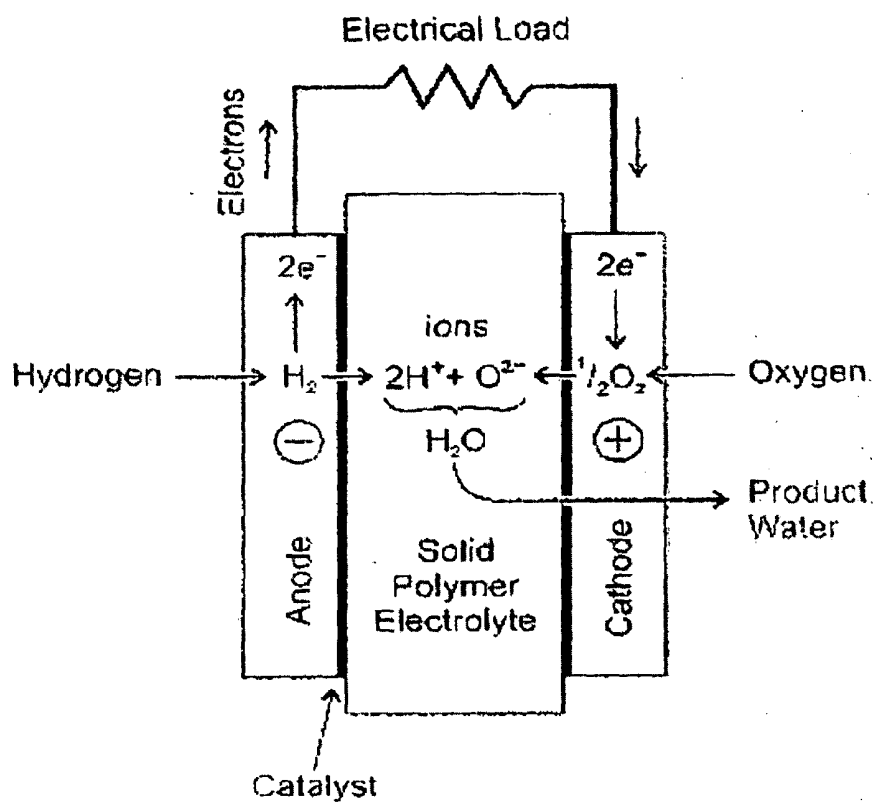 Electrical Load
Electrons
2e⁻
2e⁻
ions
Hydrogen
H₂
2H⁺ + O²⁻
¹/₂O₂
Oxygen
−
H₂O
+
Product
Water
Anode
Solid
Polymer
Electrolyte
Cathode
Catalyst